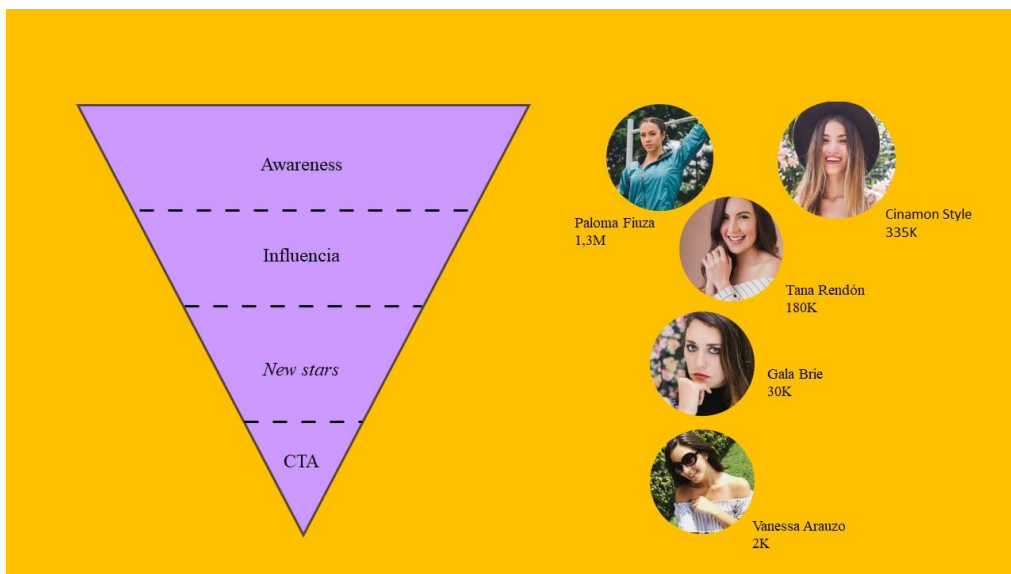 Awareness
Influencia
New stars
CTA
Paloma Fiuza
1,3M
Cinamon Style
335K
Tana Rendón
180K
Gala Brie
30K
Vanessa Arauzo
2K